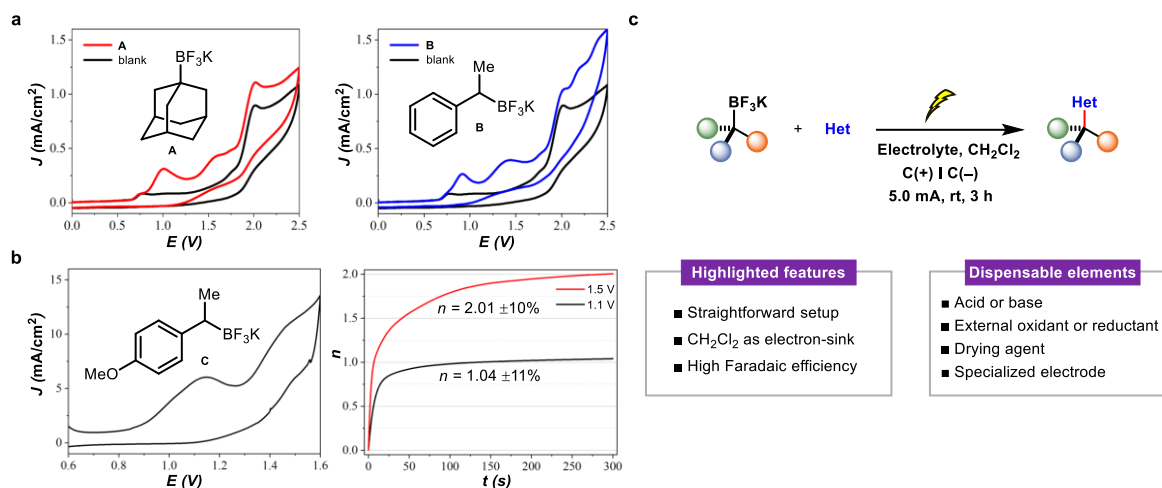 a
A
blank
BF3K
A
J (mA/cm2)
1.5
1.0
0.5
0.0
0.0 0.5 1.0 1.5 2.0 2.5
E (V)
B
blank
Me
BF3K
B
J (mA/cm2)
1.5
1.0
0.5
0.0
0.0 0.5 1.0 1.5 2.0 2.5
E (V)
b
Me
BF3K
MeO
C
J (mA/cm2)
15
10
5
0
0.6 0.8 1.0 1.2 1.4 1.6
E (V)
1.5 V
1.1 V
n = 2.01 ±10%
n = 1.04 ±11%
n
2.0
1.5
1.0
0.5
0.0
0 50 100 150 200 250 300
t (s)
c
BF3K
+ Het
Electrolyte, CH2Cl2
C(+) I C(–)
5.0 mA, rt, 3 h
Het
Highlighted features
■ Straightforward setup
■ CH2Cl2 as electron-sink
■ High Faradaic efficiency
Dispensable elements
■ Acid or base
■ External oxidant or reductant
■ Drying agent
■ Specialized electrode